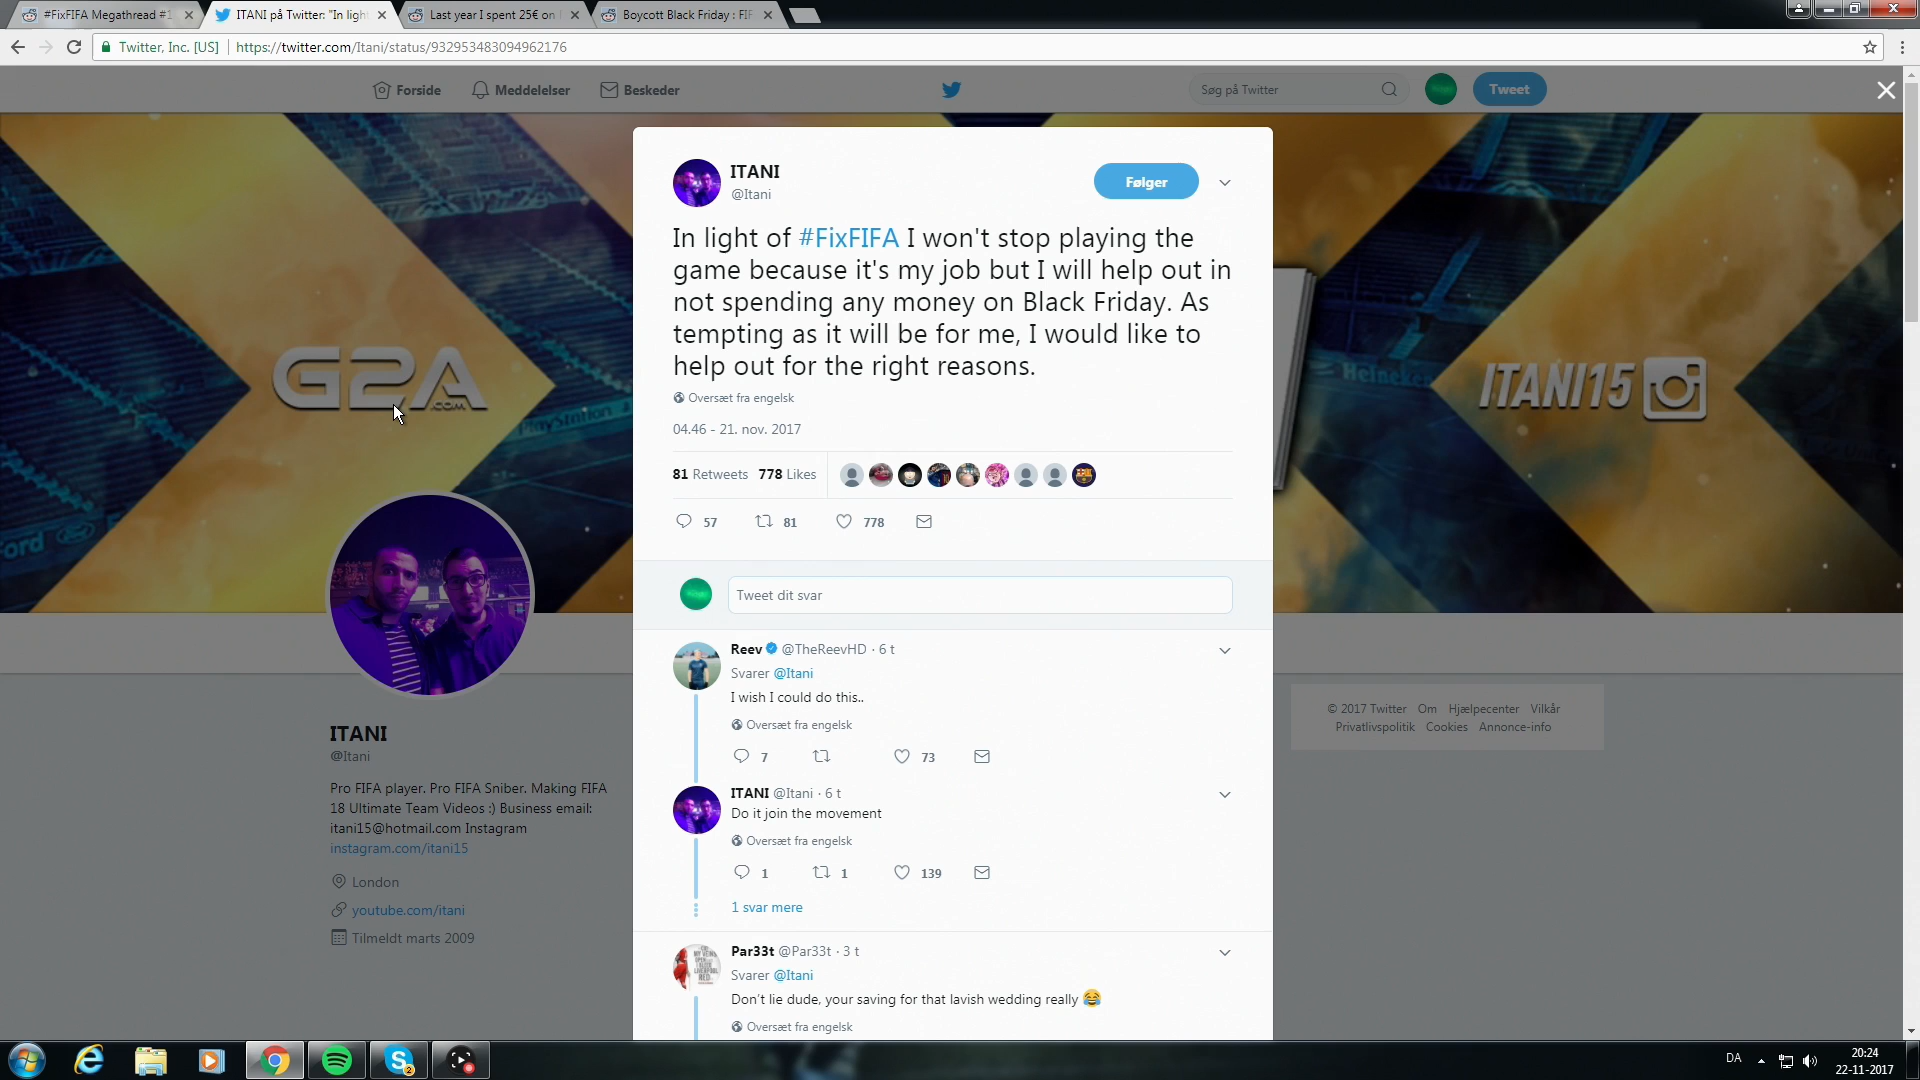 #FixFIFA Megathread #1
ITANI på Twitter: "In light
Last year I spent 25€ on
Boycott Black Friday : FIF
Twitter, Inc. [US]
https://twitter.com/Itani/status/932953483094962176
Forside
Meddelelser
Beskeder
Søg på Twitter
Tweet
ITANI
@Itani
Følger
In light of #FixFIFA I won't stop playing the
game because it's my job but I will help out in
not spending any money on Black Friday. As
tempting as it will be for me, I would like to
help out for the right reasons.
Oversæt fra engelsk
04.46 - 21. nov. 2017
81 Retweets 778 Likes
57 81 778
Tweet dit svar
Reev @TheReevHD · 6 t
Svarer @Itani
I wish I could do this..
Oversæt fra engelsk
7 73
ITANI @Itani · 6 t
Do it join the movement
Oversæt fra engelsk
1 1 139
1 svar mere
Par33t @Par33t · 3 t
Svarer @Itani
Don't lie dude, your saving for that lavish wedding really 😂
Oversæt fra engelsk
G2A
.COM
PlayStation
Ford
Heineken
ITANI15
ITANI
@Itani
Pro FIFA player. Pro FIFA Sniber. Making FIFA
18 Ultimate Team Videos :) Business email:
itani15@hotmail.com Instagram
instagram.com/itani15
London
youtube.com/itani
Tilmeldt marts 2009
© 2017 Twitter Om Hjælpecenter Vilkår
Privatlivspolitik Cookies Annonce-info
2
DA
20:24
22-11-2017